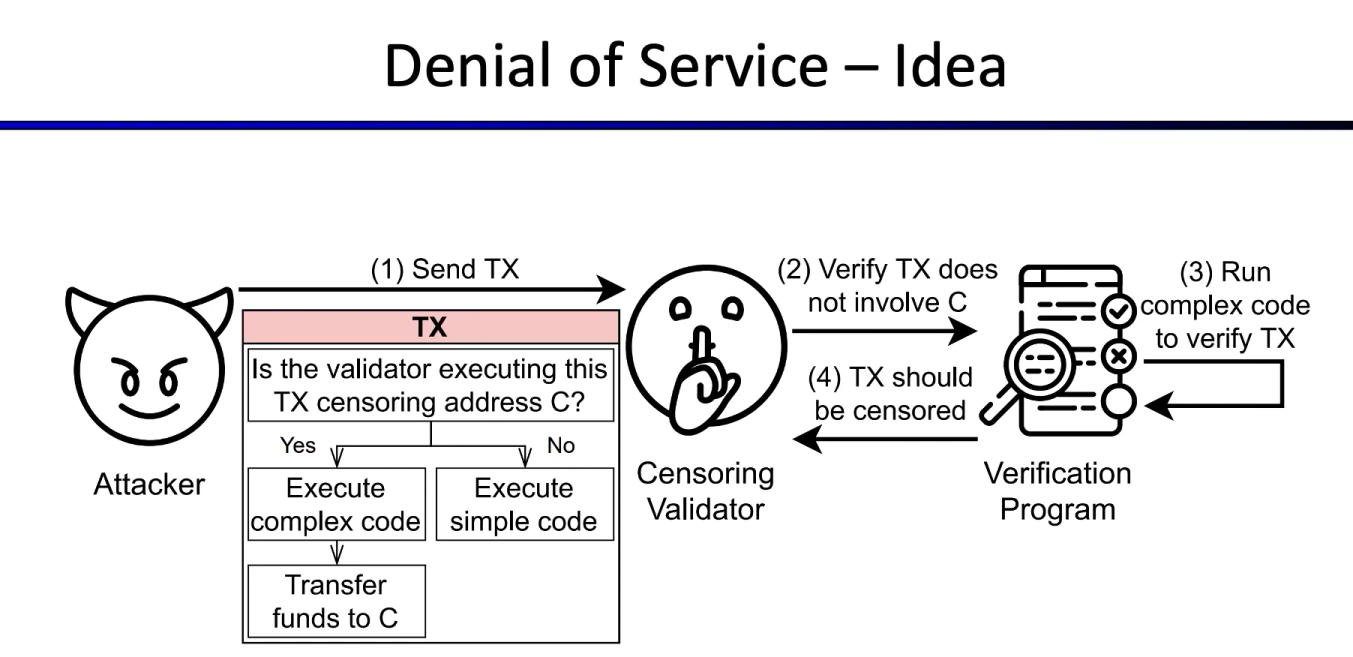 Denial of Service – Idea
(1) Send TX
TX
Is the validator executing this
TX censoring address C?
Yes
No
Execute
complex code
Execute
simple code
Transfer
funds to C
Attacker
Censoring
Validator
(2) Verify TX does
not involve C
(4) TX should
be censored
Verification
Program
(3) Run
complex code
to verify TX